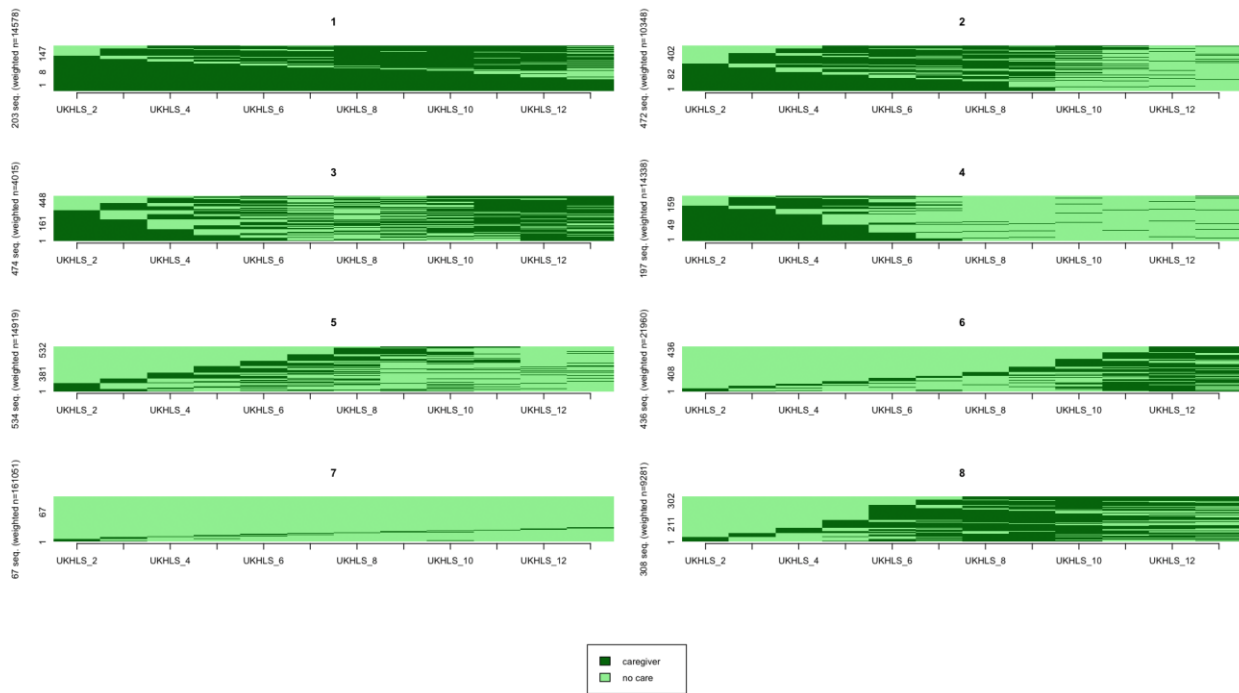 1
203 seq. (weighted n=14578)
1 8 147
UKHLS_2 UKHLS_4 UKHLS_6 UKHLS_8 UKHLS_10 UKHLS_12
2
472 seq. (weighted n=10348)
1 82 402
UKHLS_2 UKHLS_4 UKHLS_6 UKHLS_8 UKHLS_10 UKHLS_12
3
474 seq. (weighted n=4015)
1 161 448
UKHLS_2 UKHLS_4 UKHLS_6 UKHLS_8 UKHLS_10 UKHLS_12
4
197 seq. (weighted n=14338)
1 49 159
UKHLS_2 UKHLS_4 UKHLS_6 UKHLS_8 UKHLS_10 UKHLS_12
5
534 seq. (weighted n=14919)
1 381 532
UKHLS_2 UKHLS_4 UKHLS_6 UKHLS_8 UKHLS_10 UKHLS_12
6
436 seq. (weighted n=21960)
1 408 436
UKHLS_2 UKHLS_4 UKHLS_6 UKHLS_8 UKHLS_10 UKHLS_12
7
67 seq. (weighted n=161051)
1 67
UKHLS_2 UKHLS_4 UKHLS_6 UKHLS_8 UKHLS_10 UKHLS_12
8
308 seq. (weighted n=9281)
1 211 302
UKHLS_2 UKHLS_4 UKHLS_6 UKHLS_8 UKHLS_10 UKHLS_12
caregiver
no care